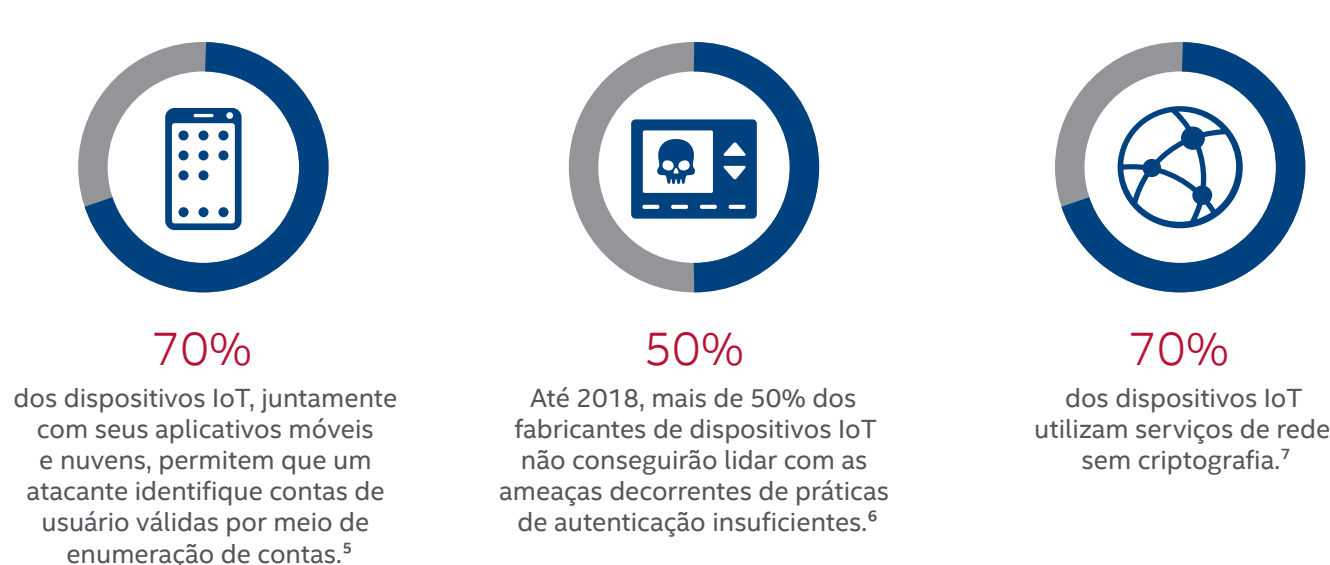 70%
dos dispositivos IoT, juntamente
com seus aplicativos móveis
e nuvens, permitem que um
atacante identifique contas de
usuário válidas por meio de
enumeração de contas.⁵
50%
Até 2018, mais de 50% dos
fabricantes de dispositivos IoT
não conseguirão lidar com as
ameaças decorrentes de práticas
de autenticação insuficientes.⁶
70%
dos dispositivos IoT
utilizam serviços de rede
sem criptografia.⁷